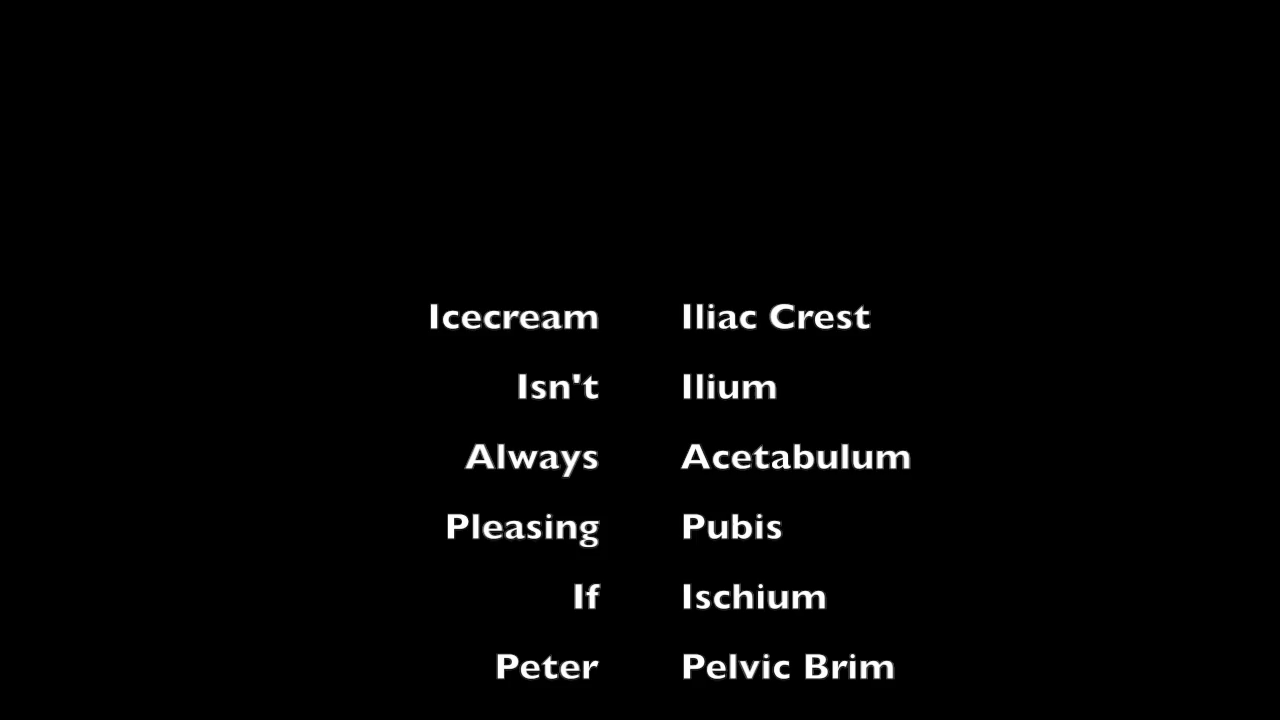 Icecream Iliac Crest
Isn't Ilium
Always Acetabulum
Pleasing Pubis
If Ischium
Peter Pelvic Brim